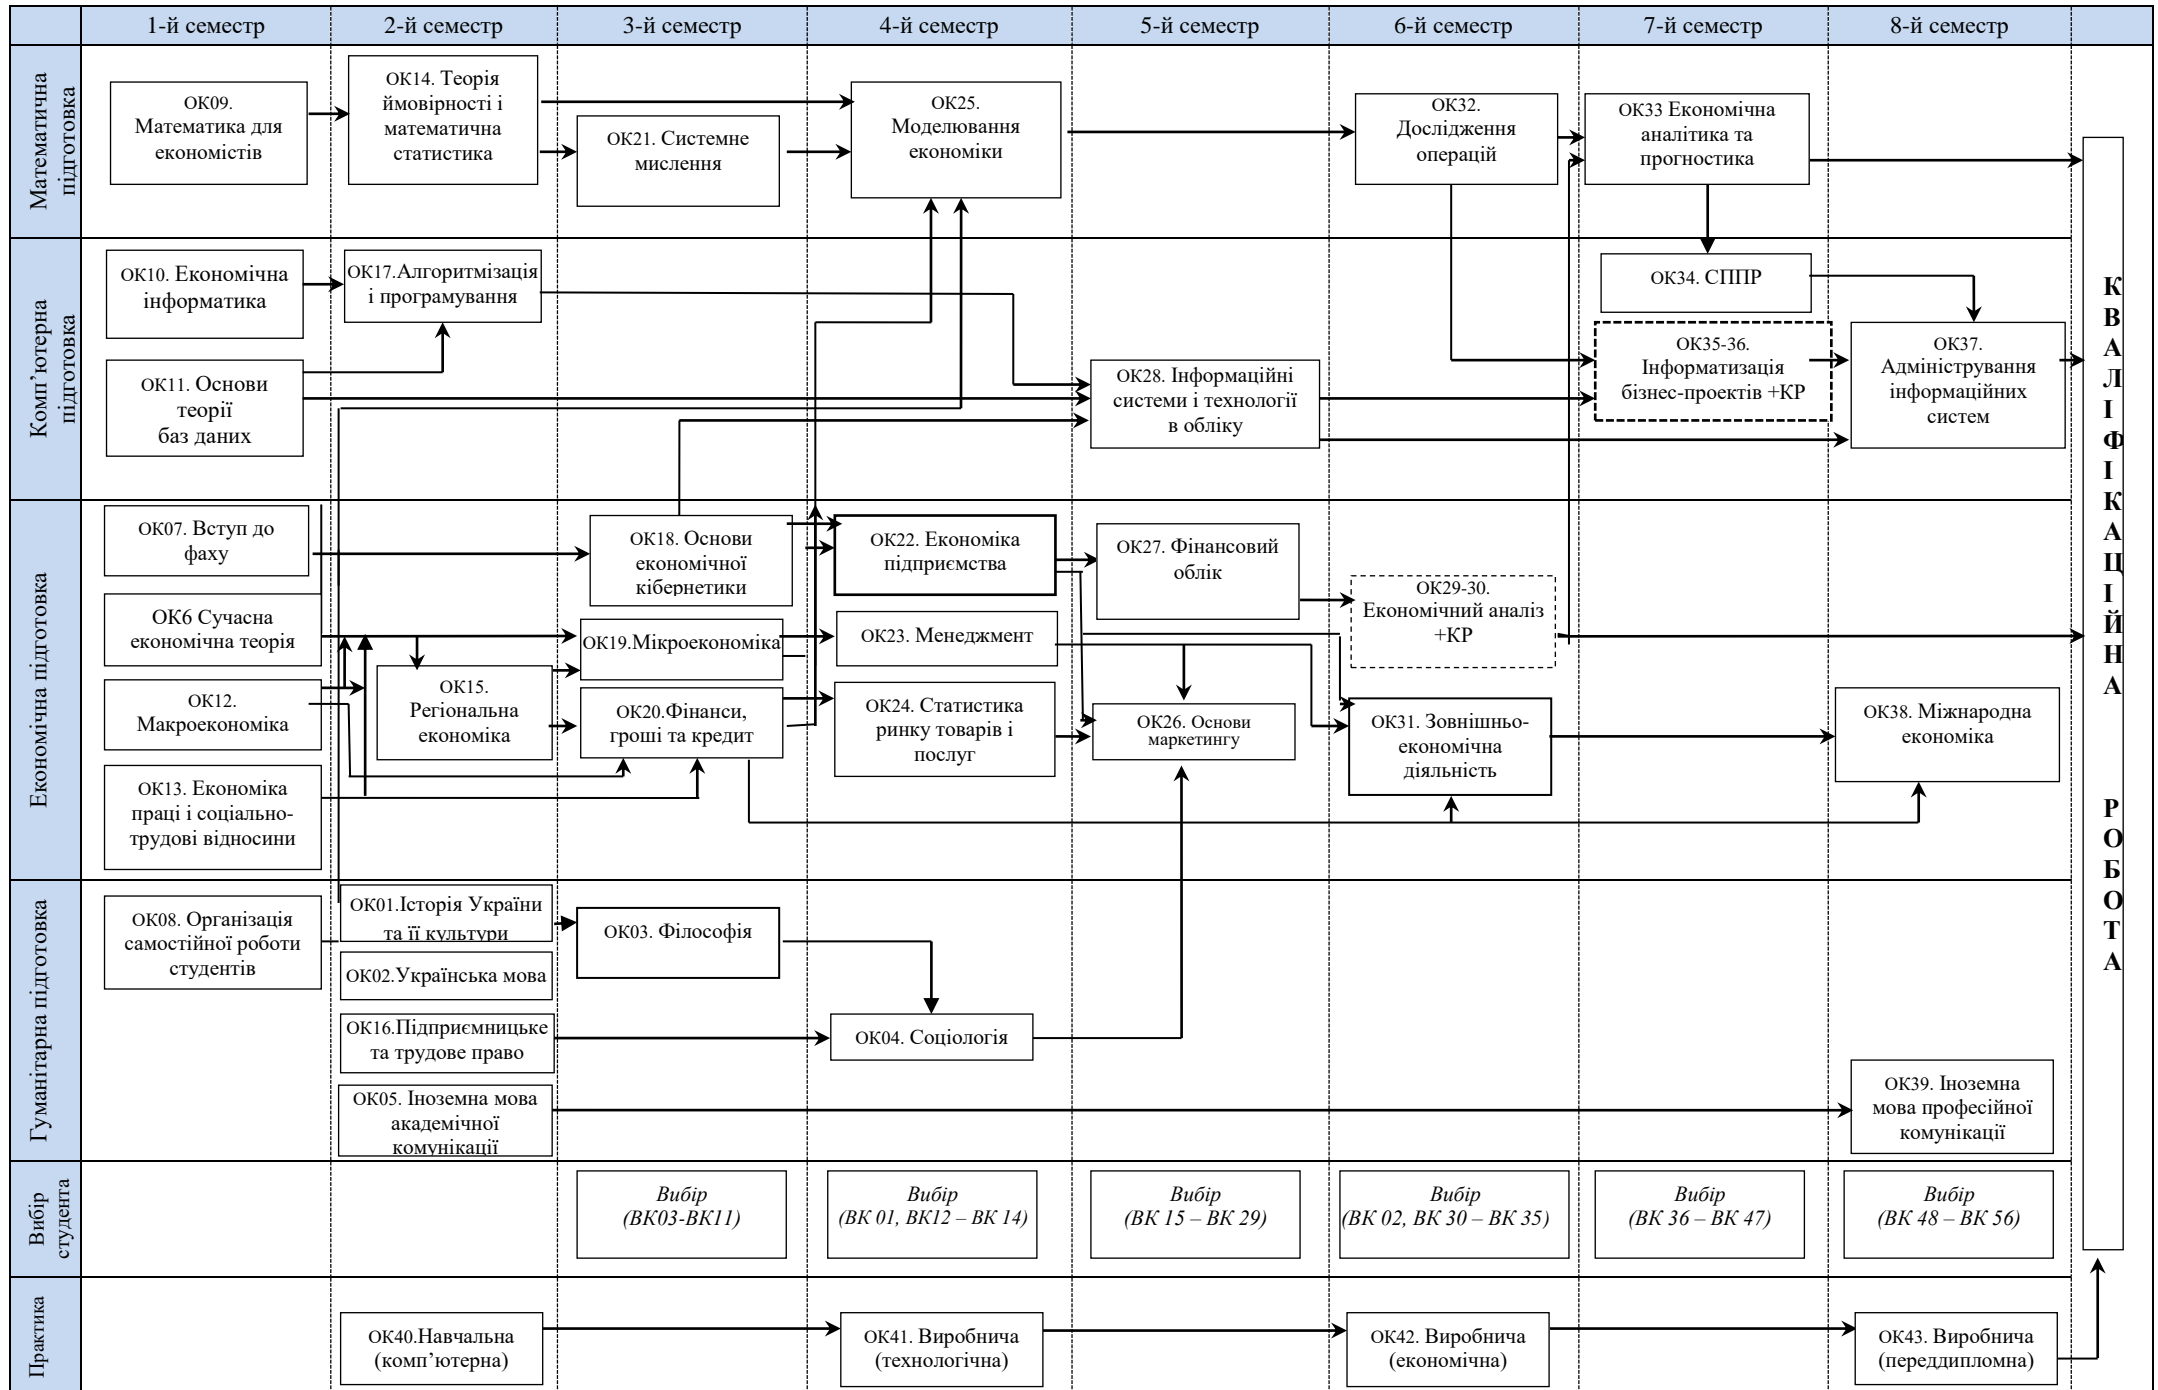 1-й семестр
2-й семестр
3-й семестр
4-й семестр
5-й семестр
6-й семестр
7-й семестр
8-й семестр
Математична
підготовка
ОК09.
Математика для
економістів
ОК14. Теорія
ймовірності і
математична
статистика
ОК21. Системне
мислення
ОК25.
Моделювання
економіки
ОК32.
Дослідження
операцій
ОК33 Економічна
аналітика та
прогностика
Комп’ютерна
підготовка
ОК10. Економічна
інформатика
ОК11. Основи
теорії
баз даних
ОК17.Алгоритмізація
і програмування
ОК28. Інформаційні
системи і технології
в обліку
ОК34. СППР
ОК35-36.
Інформатизація
бізнес-проектів +КР
ОК37.
Адміністрування
інформаційних
систем
Економічна підготовка
ОК07. Вступ до
фаху
ОК6 Сучасна
економічна теорія
ОК12.
Макроекономіка
ОК13. Економіка
праці і соціально-
трудові відносини
ОК15.
Регіональна
економіка
ОК18. Основи
економічної
кібернетики
ОК19.Мікроекономіка
ОК20.Фінанси,
гроші та кредит
ОК22. Економіка
підприємства
ОК23. Менеджмент
ОК24. Статистика
ринку товарів і
послуг
ОК27. Фінансовий
облік
ОК26. Основи
маркетингу
ОК29-30.
Економічний аналіз
+КР
ОК31. Зовнішньо-
економічна
діяльність
ОК38. Міжнародна
економіка
Гуманітарна підготовка
ОК08. Організація
самостійної роботи
студентів
ОК01.Історія України
та її культури
ОК02.Українська мова
ОК16.Підприємницьке
та трудове право
ОК05. Іноземна мова
академічної
комунікації
ОК03. Філософія
ОК04. Соціологія
ОК39. Іноземна
мова професійної
комунікації
Вибір
студента
Вибір
(ВК03-ВК11)
Вибір
(ВК 01, ВК12 – ВК 14)
Вибір
(ВК 15 – ВК 29)
Вибір
(ВК 02, ВК 30 – ВК 35)
Вибір
(ВК 36 – ВК 47)
Вибір
(ВК 48 – ВК 56)
Практика
ОК40.Навчальна
(комп’ютерна)
ОК41. Виробнича
(технологічна)
ОК42. Виробнича
(економічна)
ОК43. Виробнича
(переддипломна)
К
В
А
Л
І
Ф
І
К
А
Ц
І
Й
Н
А
Р
О
Б
О
Т
А